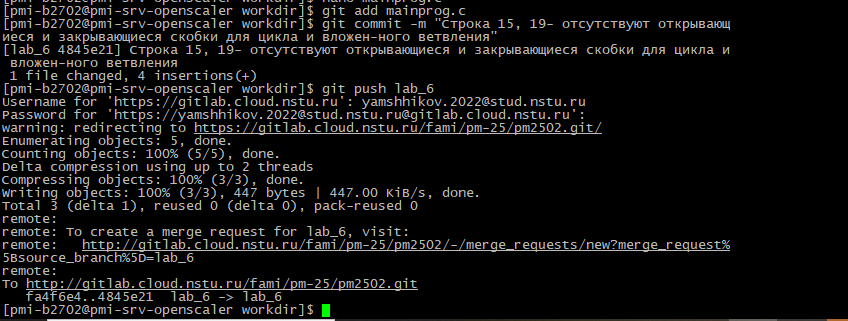 [pmi-b2702@pmi-srv-openscaler workdir]$ nano mainprog.c
[pmi-b2702@pmi-srv-openscaler workdir]$ git add mainprog.c
[pmi-b2702@pmi-srv-openscaler workdir]$ git commit -m "Строка 15, 19- отсутствуют открывающ
иеся и закрывающиеся скобки для цикла и вложен-ного ветвления"
[lab_6 4845e21] Строка 15, 19- отсутствуют открывающиеся и закрывающиеся скобки для цикла и
вложен-ного ветвления
1 file changed, 4 insertions(+)
[pmi-b2702@pmi-srv-openscaler workdir]$ git push lab_6
Username for 'https://gitlab.cloud.nstu.ru': yamshhikov.2022@stud.nstu.ru
Password for 'https://yamshhikov.2022@stud.nstu.ru@gitlab.cloud.nstu.ru':
warning: redirecting to https://gitlab.cloud.nstu.ru/fami/pm-25/pm2502.git/
Enumerating objects: 5, done.
Counting objects: 100% (5/5), done.
Delta compression using up to 2 threads
Compressing objects: 100% (3/3), done.
Writing objects: 100% (3/3), 447 bytes | 447.00 KiB/s, done.
Total 3 (delta 1), reused 0 (delta 0), pack-reused 0
remote:
remote: To create a merge request for lab_6, visit:
remote:   http://gitlab.cloud.nstu.ru/fami/pm-25/pm2502/-/merge_requests/new?merge_request%
5Bsource_branch%5D=lab_6
remote:
To http://gitlab.cloud.nstu.ru/fami/pm-25/pm2502.git
fa4f6e4..4845e21  lab_6 -> lab_6
[pmi-b2702@pmi-srv-openscaler workdir]$